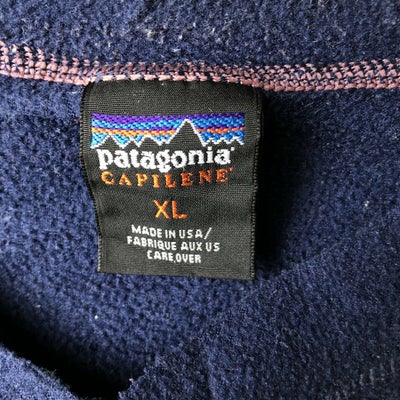 patagonia®
CAPILENE®
XL
MADE IN USA/
FABRIQUE AUX US
CARE OVER